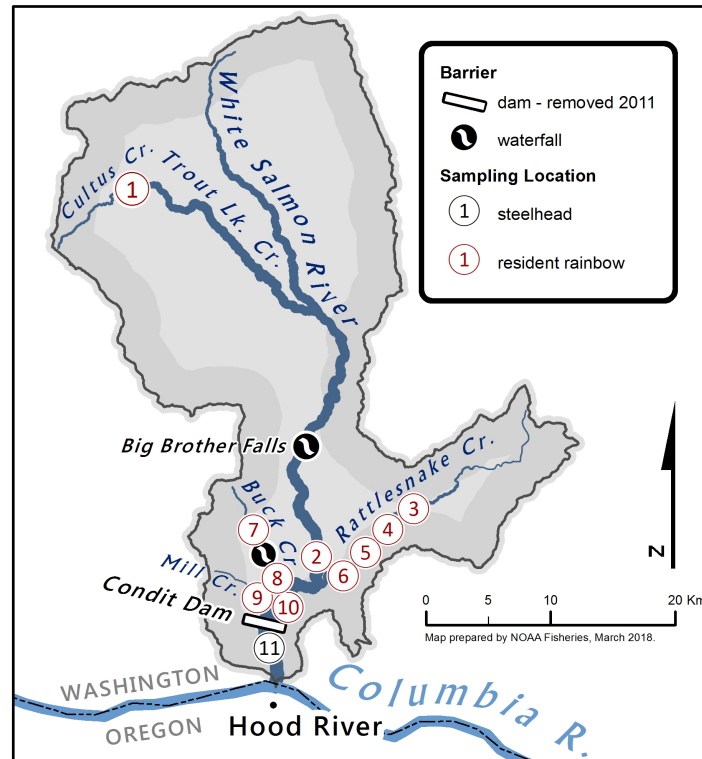 Barrier
dam - removed 2011
waterfall
Sampling Location
1 steelhead
1 resident rainbow
White Salmon River
Cultus Cr.
Trout Lk. Cr.
1
Big Brother Falls
Rattlesnake Cr.
Buck Cr.
3
4
7
5
2
6
Mill Cr.
8
9
10
Condit Dam
11
N
0 5 10 20 Km
Map prepared by NOAA Fisheries, March 2018.
WASHINGTON
OREGON
Columbia R.
Hood River